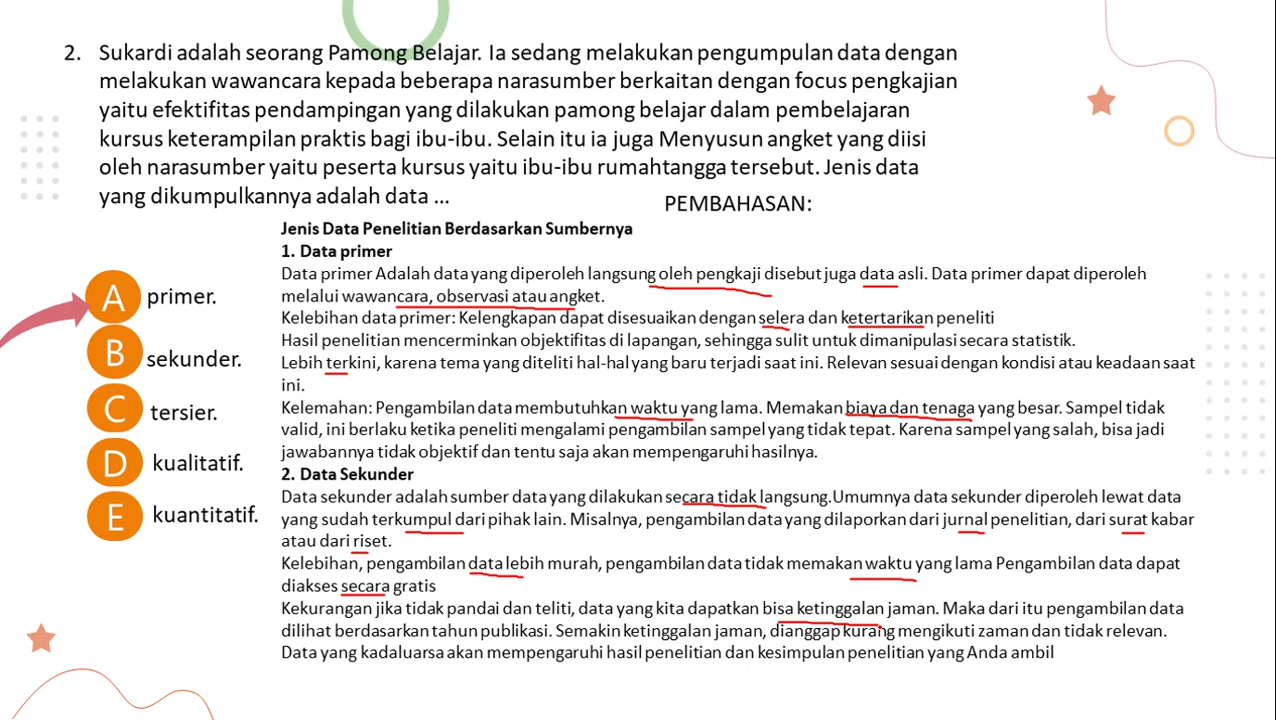 2. Sukardi adalah seorang Pamong Belajar. Ia sedang melakukan pengumpulan data dengan
melakukan wawancara kepada beberapa narasumber berkaitan dengan focus pengkajian
yaitu efektifitas pendampingan yang dilakukan pamong belajar dalam pembelajaran
kursus keterampilan praktis bagi ibu-ibu. Selain itu ia juga Menyusun angket yang diisi
oleh narasumber yaitu peserta kursus yaitu ibu-ibu rumahtangga tersebut. Jenis data
yang dikumpulkannya adalah data ...
A primer.
B sekunder.
C tersier.
D kualitatif.
E kuantitatif.
PEMBAHASAN:
Jenis Data Penelitian Berdasarkan Sumbernya
1. Data primer
Data primer Adalah data yang diperoleh langsung oleh pengkaji disebut juga data asli. Data primer dapat diperoleh
melalui wawancara, observasi atau angket.
Kelebihan data primer: Kelengkapan dapat disesuaikan dengan selera dan ketertarikan peneliti
Hasil penelitian mencerminkan objektifitas di lapangan, sehingga sulit untuk dimanipulasi secara statistik.
Lebih terkini, karena tema yang diteliti hal-hal yang baru terjadi saat ini. Relevan sesuai dengan kondisi atau keadaan saat
ini.
Kelemahan: Pengambilan data membutuhkan waktu yang lama. Memakan biaya dan tenaga yang besar. Sampel tidak
valid, ini berlaku ketika peneliti mengalami pengambilan sampel yang tidak tepat. Karena sampel yang salah, bisa jadi
jawabannya tidak objektif dan tentu saja akan mempengaruhi hasilnya.
2. Data Sekunder
Data sekunder adalah sumber data yang dilakukan secara tidak langsung.Umumnya data sekunder diperoleh lewat data
yang sudah terkumpul dari pihak lain. Misalnya, pengambilan data yang dilaporkan dari jurnal penelitian, dari surat kabar
atau dari riset.
Kelebihan, pengambilan data lebih murah, pengambilan data tidak memakan waktu yang lama Pengambilan data dapat
diakses secara gratis
Kekurangan jika tidak pandai dan teliti, data yang kita dapatkan bisa ketinggalan jaman. Maka dari itu pengambilan data
dilihat berdasarkan tahun publikasi. Semakin ketinggalan jaman, dianggap kurang mengikuti zaman dan tidak relevan.
Data yang kadaluarsa akan mempengaruhi hasil penelitian dan kesimpulan penelitian yang Anda ambil